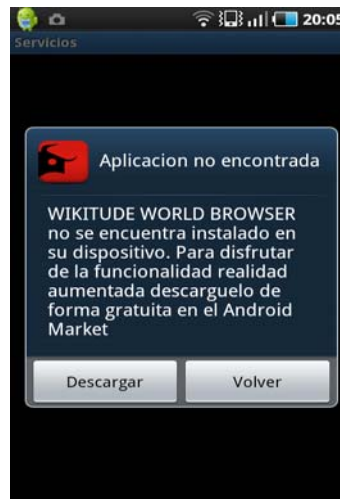 20:05
Servicios
Aplicacion no encontrada
WIKITUDE WORLD BROWSER
no se encuentra instalado en
su dispositivo. Para disfrutar
de la funcionalidad realidad
aumentada descarguelo de
forma gratuita en el Android
Market
Descargar Volver